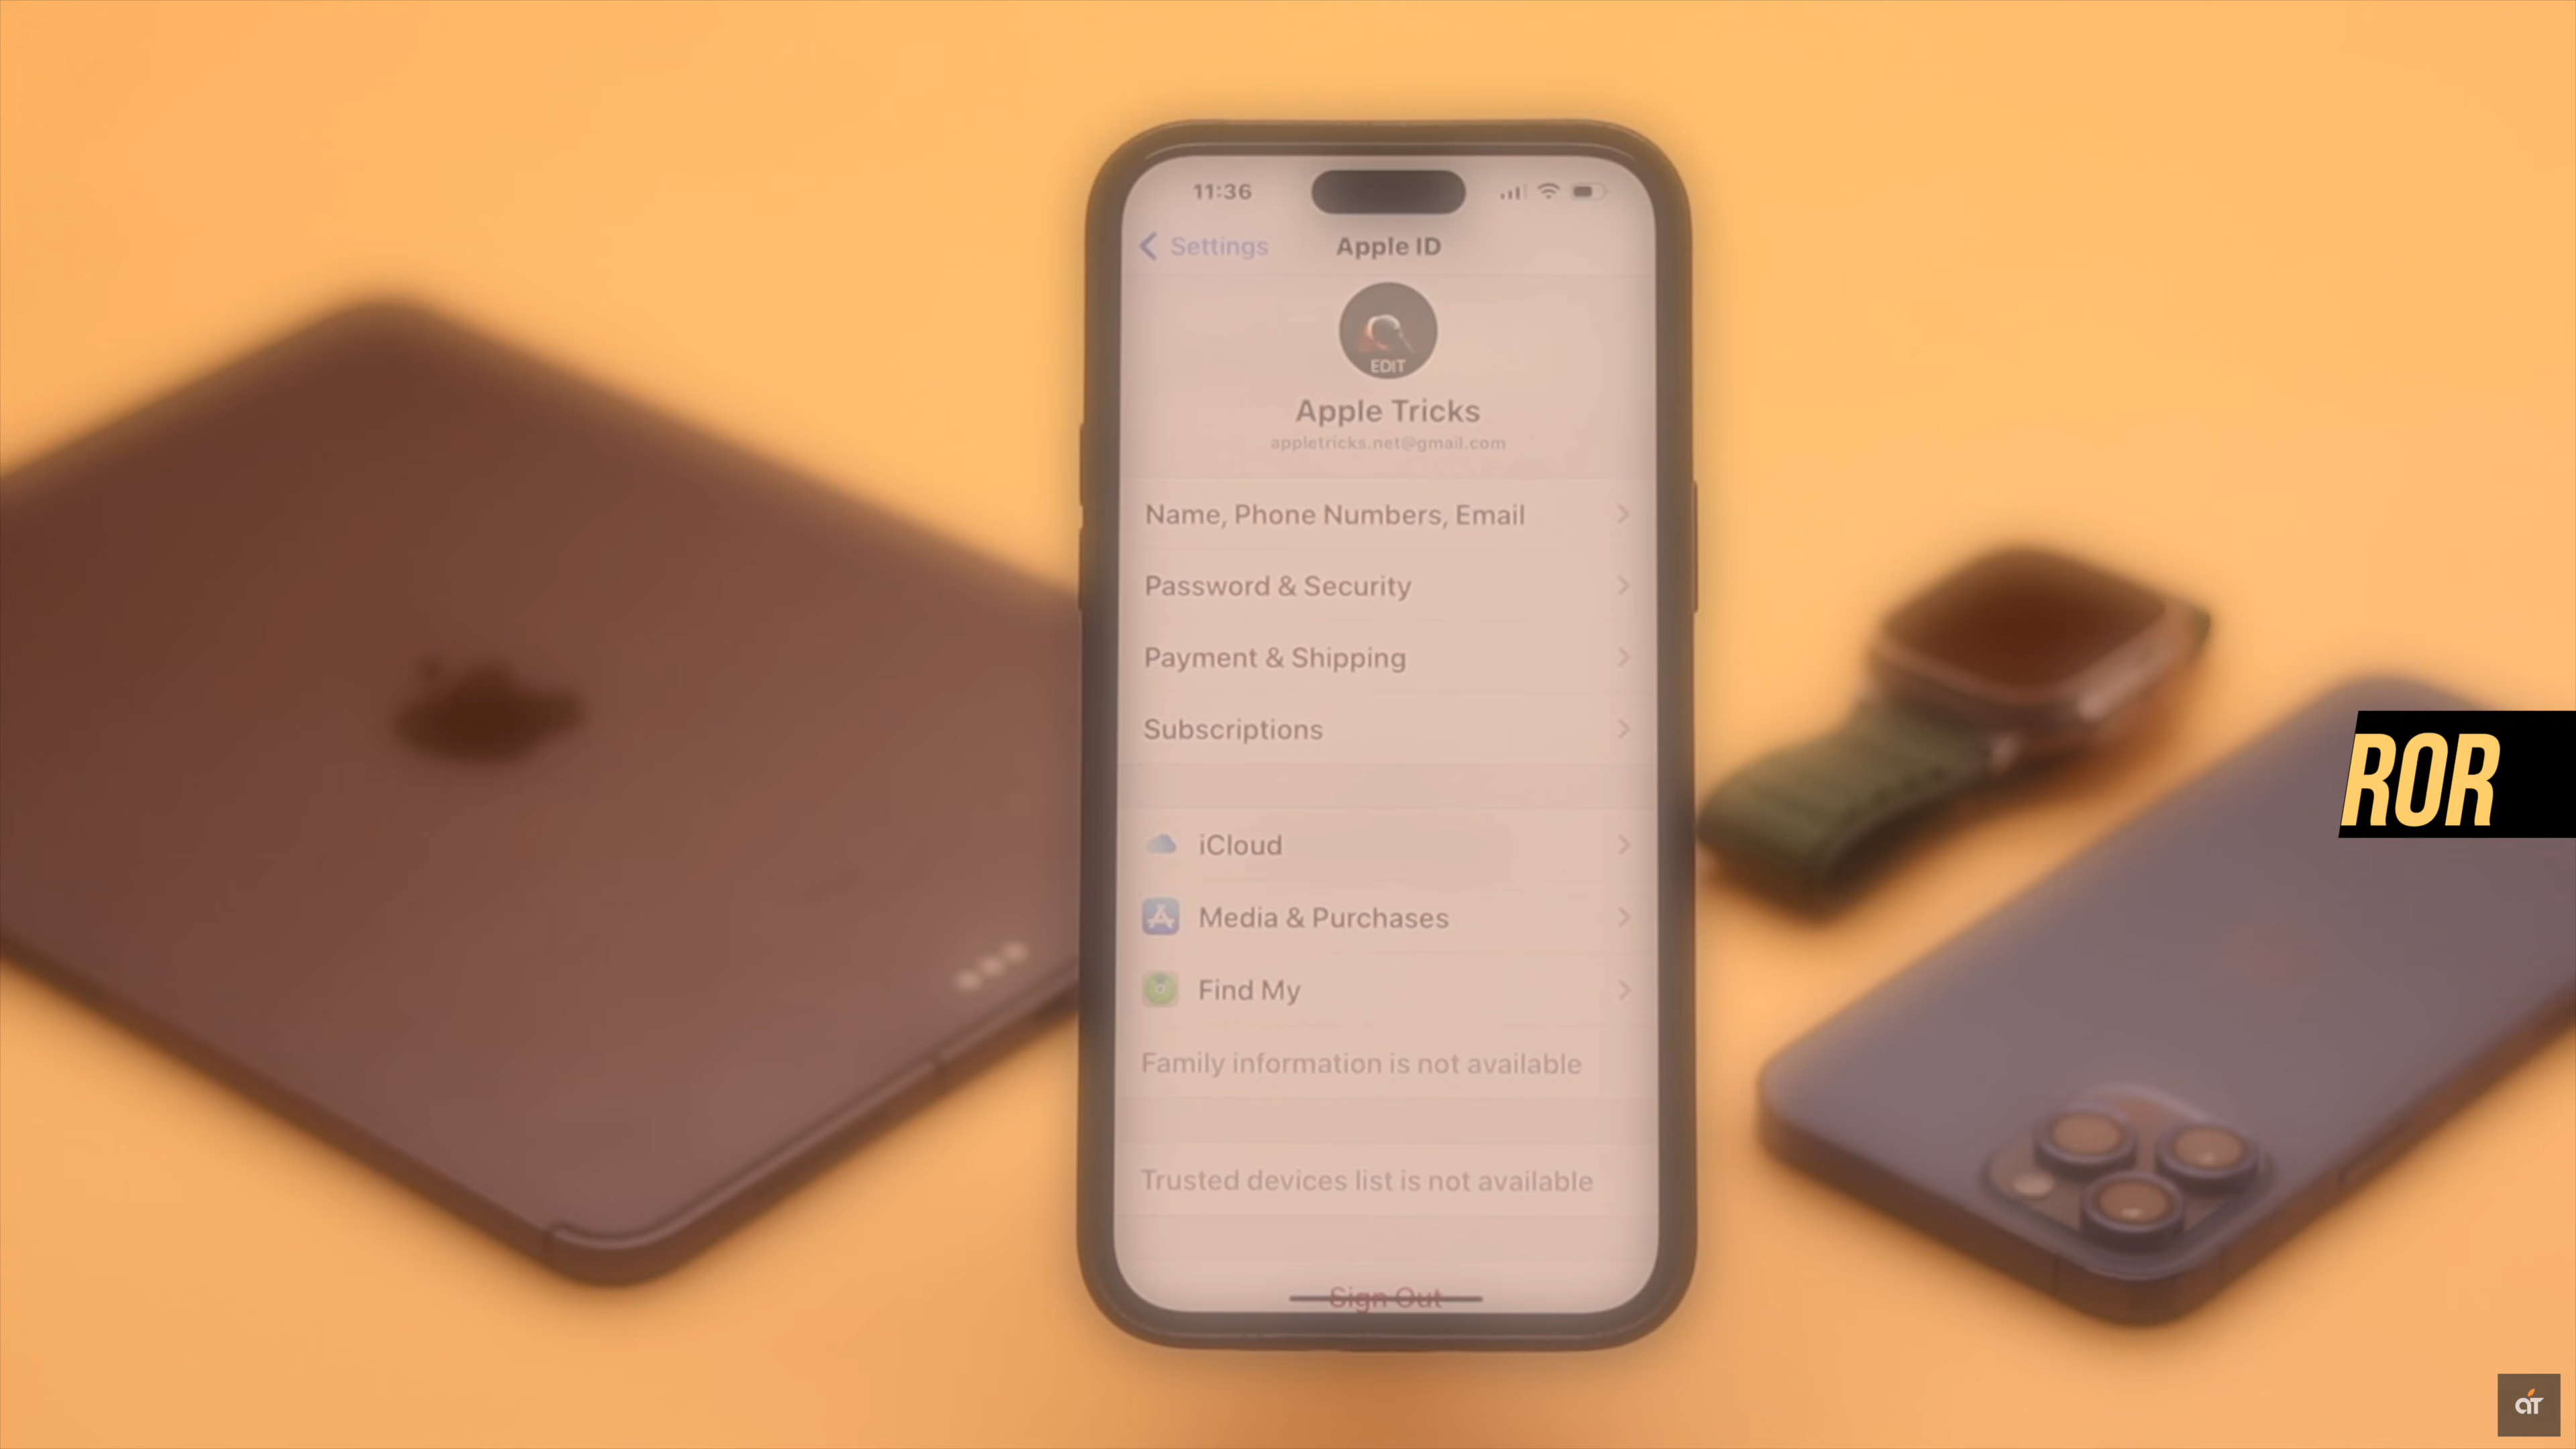 11:36
Settings
Apple ID
EDIT
Apple Tricks
appletricks.net@gmail.com
Name, Phone Numbers, Email
Password & Security
Payment & Shipping
Subscriptions
iCloud
Media & Purchases
Find My
Family information is not available
Trusted devices list is not available
Sign Out
ROR
aT